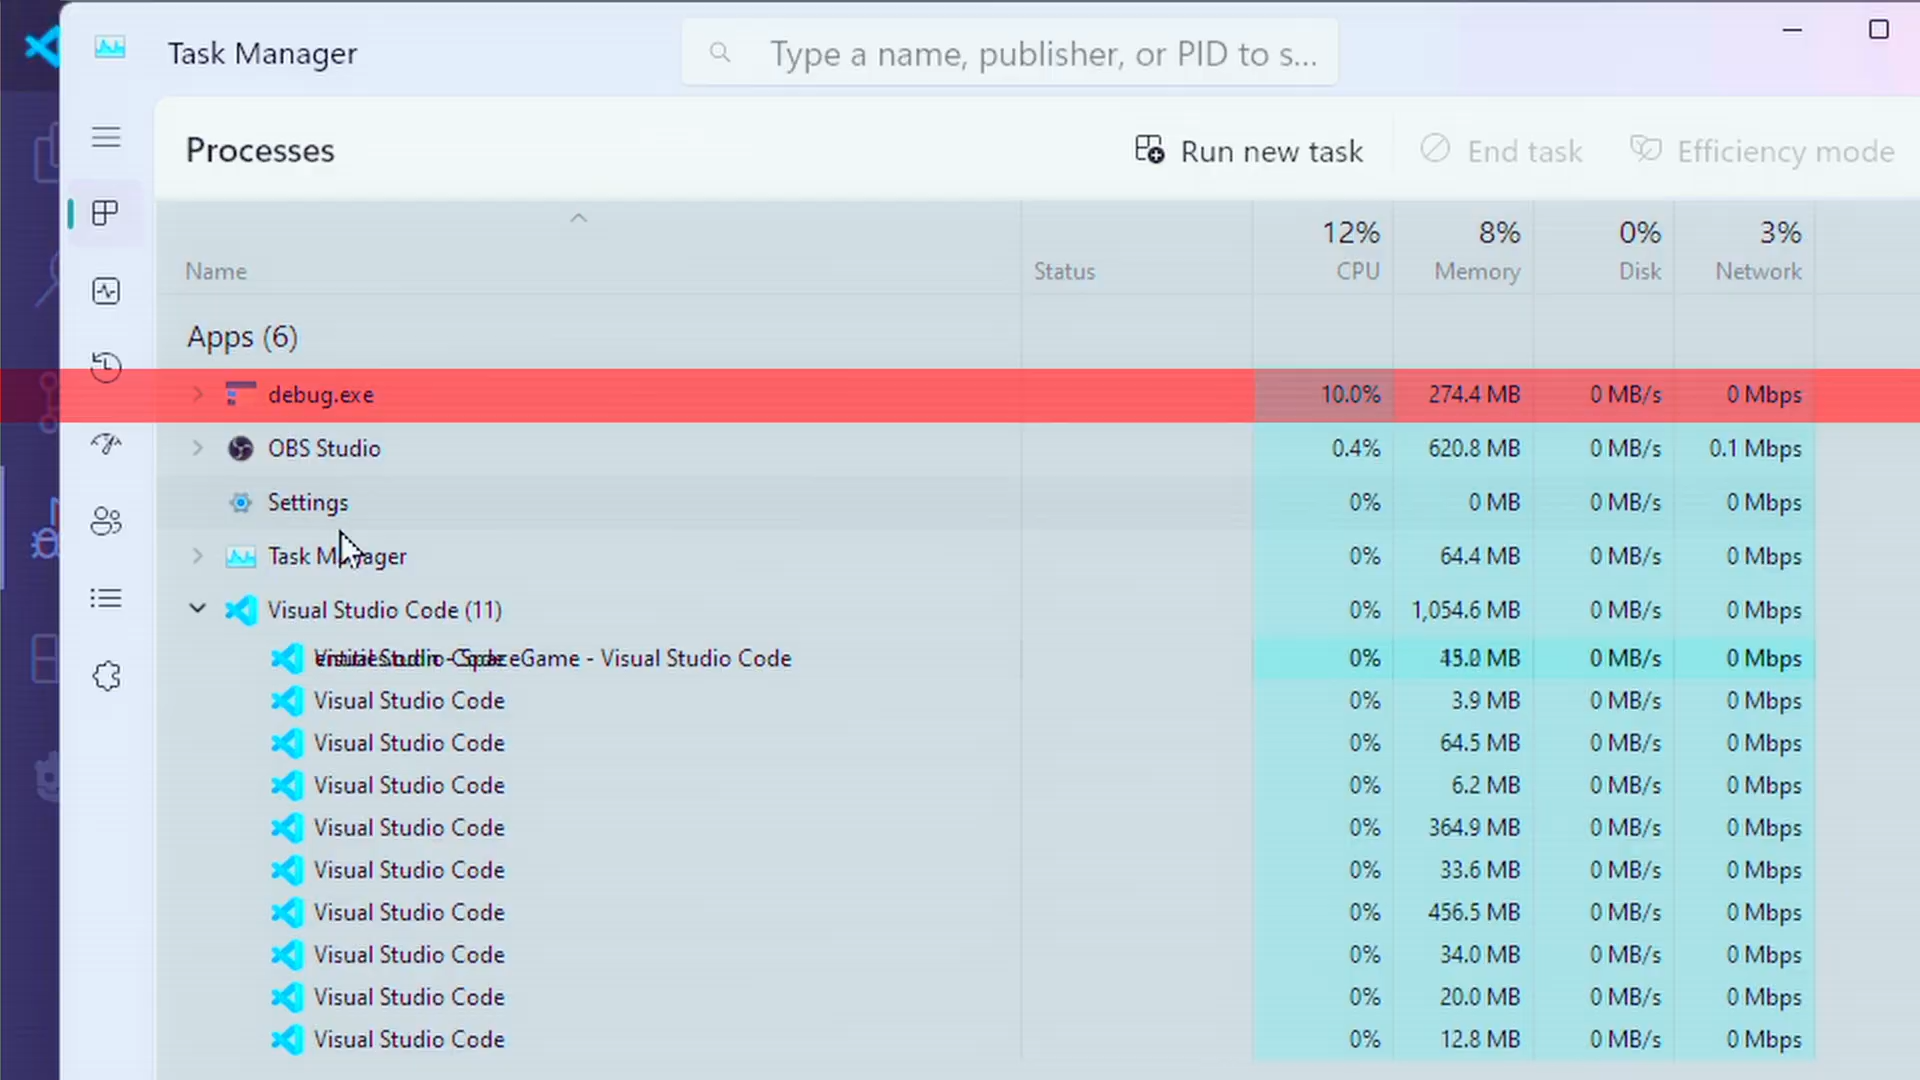 Task Manager
Type a name, publisher, or PID to s...
Processes
Run new task
End task
Efficiency mode
12% 8% 0% 3%
Name Status CPU Memory Disk Network
Apps (6)
debug.exe 10.0% 274.4 MB 0 MB/s 0 Mbps
OBS Studio 0.4% 620.8 MB 0 MB/s 0.1 Mbps
Settings 0% 0 MB 0 MB/s 0 Mbps
Task Manager 0% 64.4 MB 0 MB/s 0 Mbps
Visual Studio Code (11) 0% 1,054.6 MB 0 MB/s 0 Mbps
SpaceGame - Visual Studio Code 0% MB 0 MB/s 0 Mbps
Visual Studio Code 0% 3.9 MB 0 MB/s 0 Mbps
Visual Studio Code 0% 64.5 MB 0 MB/s 0 Mbps
Visual Studio Code 0% 6.2 MB 0 MB/s 0 Mbps
Visual Studio Code 0% 364.9 MB 0 MB/s 0 Mbps
Visual Studio Code 0% 33.6 MB 0 MB/s 0 Mbps
Visual Studio Code 0% 456.5 MB 0 MB/s 0 Mbps
Visual Studio Code 0% 34.0 MB 0 MB/s 0 Mbps
Visual Studio Code 0% 20.0 MB 0 MB/s 0 Mbps
Visual Studio Code 0% 12.8 MB 0 MB/s 0 Mbps